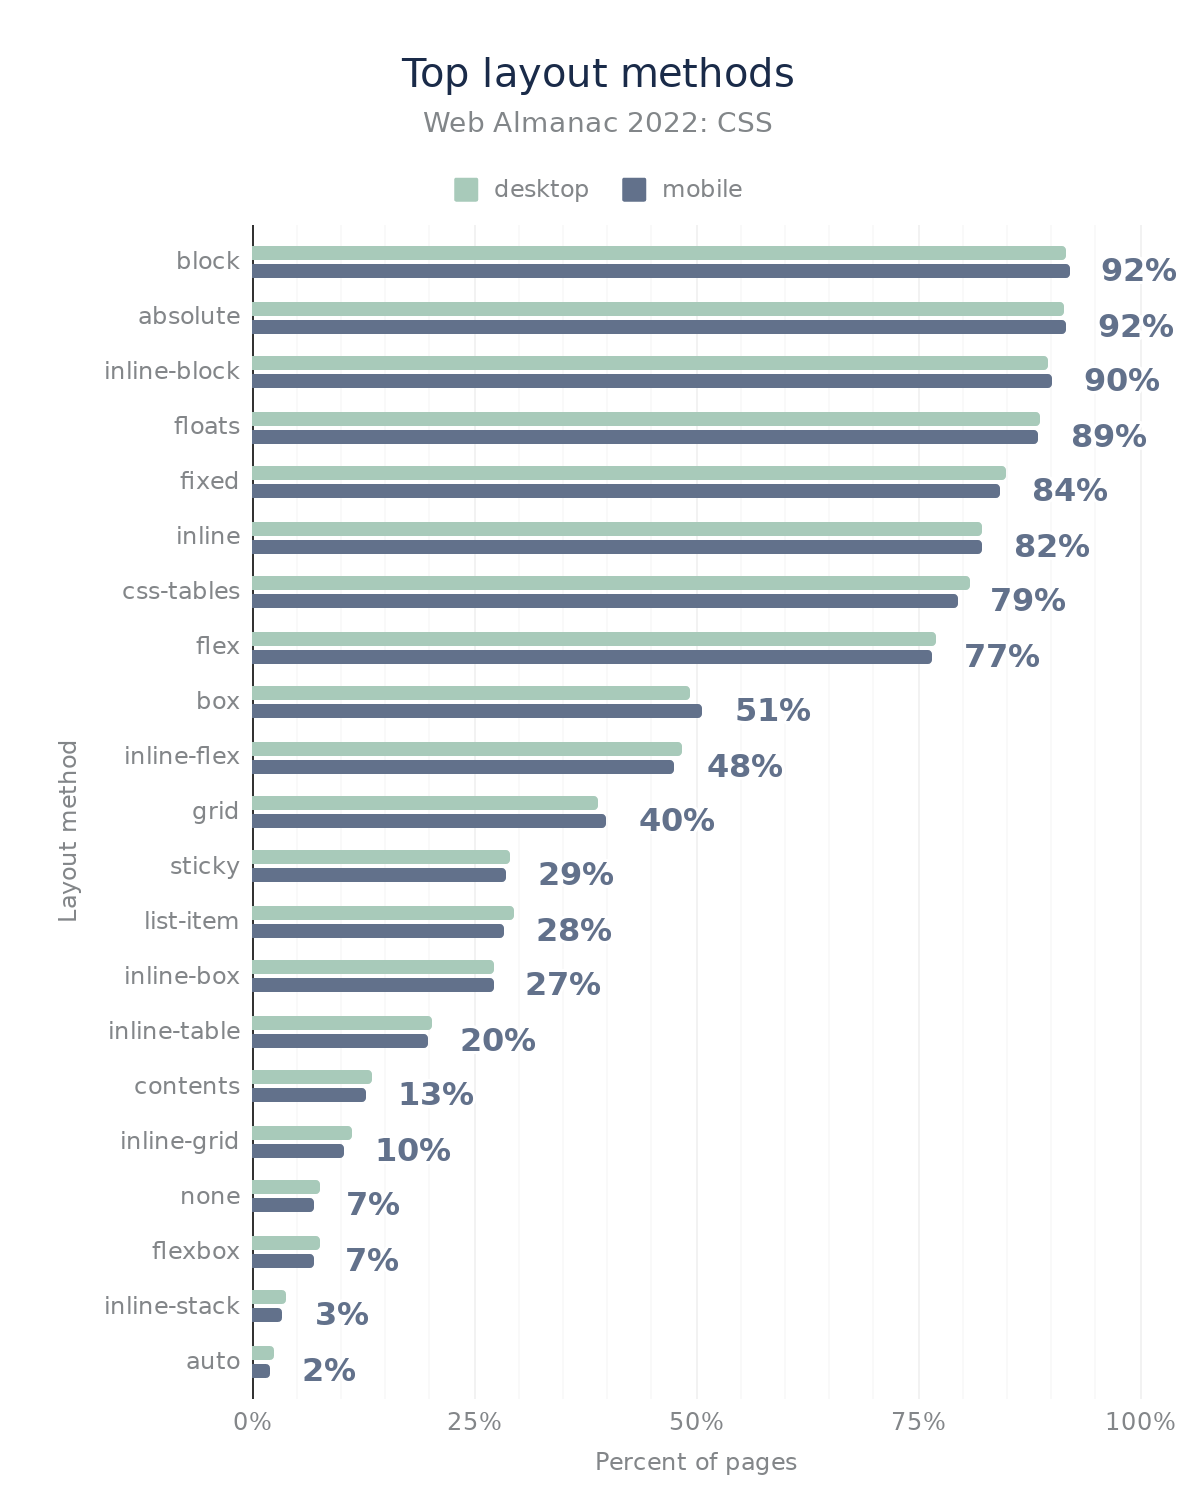 Top layout methods
Web Almanac 2022: CSS
desktop mobile
block 92%
absolute 92%
inline-block 90%
floats 89%
fixed 84%
inline 82%
css-tables 79%
flex 77%
box 51%
inline-flex 48%
grid 40%
sticky 29%
list-item 28%
inline-box 27%
inline-table 20%
contents 13%
inline-grid 10%
none 7%
flexbox 7%
inline-stack 3%
auto 2%
Layout method
0% 25% 50% 75% 100%
Percent of pages